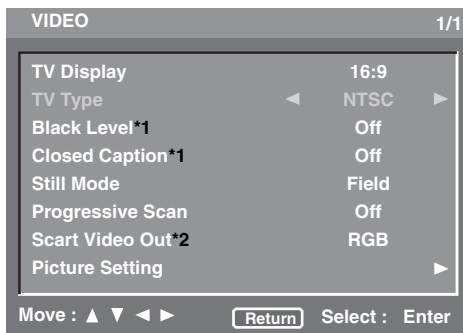 VIDEO 1/1
TV Display 16:9
TV Type ◀ NTSC ▶
Black Level*1 Off
Closed Caption*1 Off
Still Mode Field
Progressive Scan Off
Scart Video Out*2 RGB
Picture Setting ▶
Move : ▲ ▼ ◀ ▶ Return Select : Enter